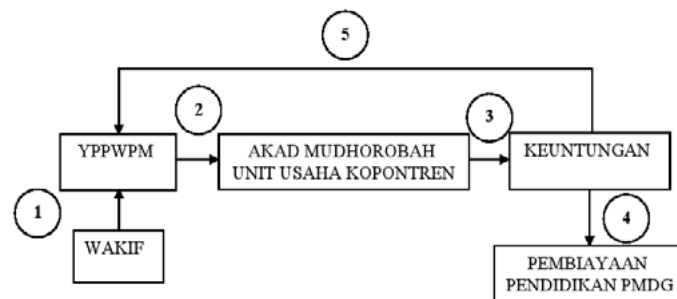 5
2
3
YPPWPM
AKAD MUDHOROBAH
UNIT USAHA KOPONTREN
KEUNTUNGAN
1
4
WAKIF
PEMBIAYAAN
PENDIDIKAN PMDG